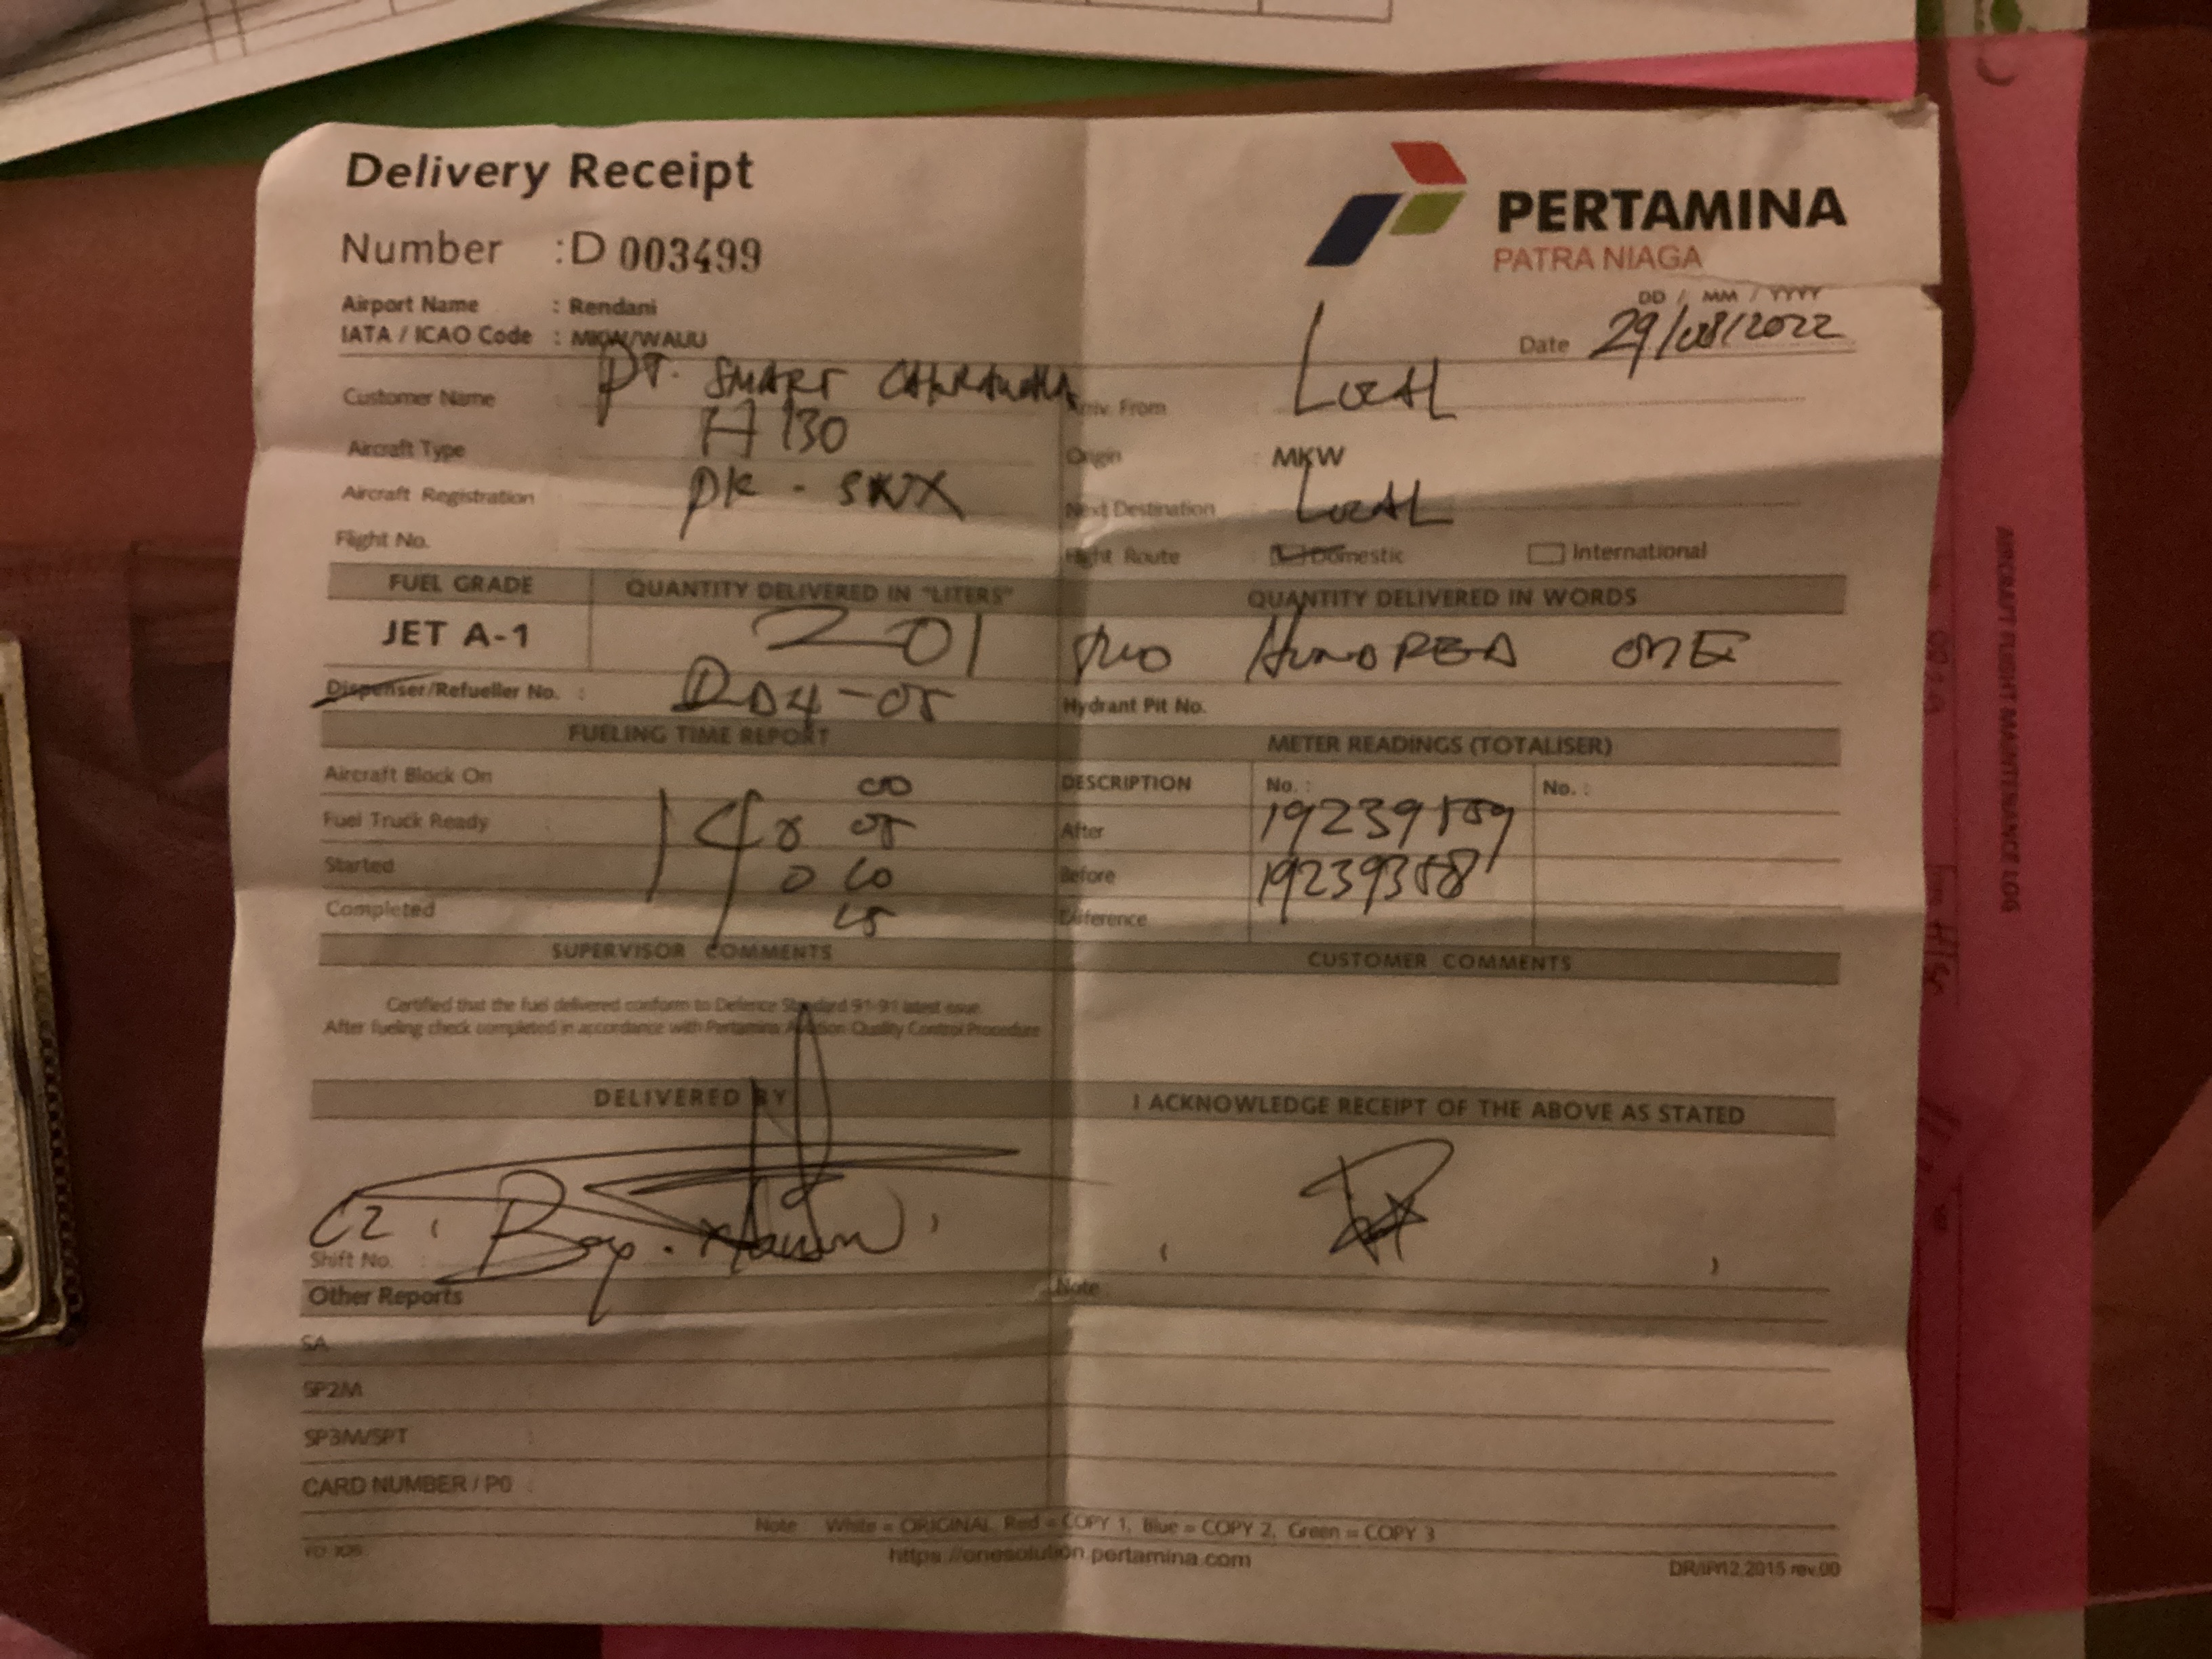 Delivery Receipt
PERTAMINA
PATRA NIAGA
Number : D 003499
Airport Name : Rendani
IATA / ICAO Code : MKW/WAUU
DD / MM / YYYY
Date 29/08/2022
Customer Name PT. SMART CAKRAWALA
Arriv. From LOCAL
Aircraft Type H 130
Origin : MKW
Aircraft Registration PK - SNX
Next Destination LOCAL
Flight No.
Flight Route Domestic International
FUEL GRADE QUANTITY DELIVERED IN "LITERS" QUANTITY DELIVERED IN WORDS
JET A-1 201 TWO HUNDRED ONE
Dispenser/Refueller No. :
Hydrant Pit No.
FUELING TIME REPORT METER READINGS (TOTALISER)
Aircraft Block On 00
DESCRIPTION No. : No. :
Fuel Truck Ready 14 05
After 19239589
Started 10
Before 19239388
Completed 15
Difference
SUPERVISOR COMMENTS CUSTOMER COMMENTS
Certified that the fuel delivered conform to Defence Standard 91-91 latest issue.
After fueling check completed in accordance with Pertamina Aviation Quality Control Procedure
DELIVERED BY I ACKNOWLEDGE RECEIPT OF THE ABOVE AS STATED
Shift No. :
Other Reports Note
SA
SP2M
SP3M/SPT :
CARD NUMBER / PO :
Note White = ORIGINAL, Red = COPY 1, Blue = COPY 2, Green = COPY 3
https://onesolution.pertamina.com
DR/IP/12.2015 rev.00
AIRCRAFT FLIGHT MAINTENANCE LOG